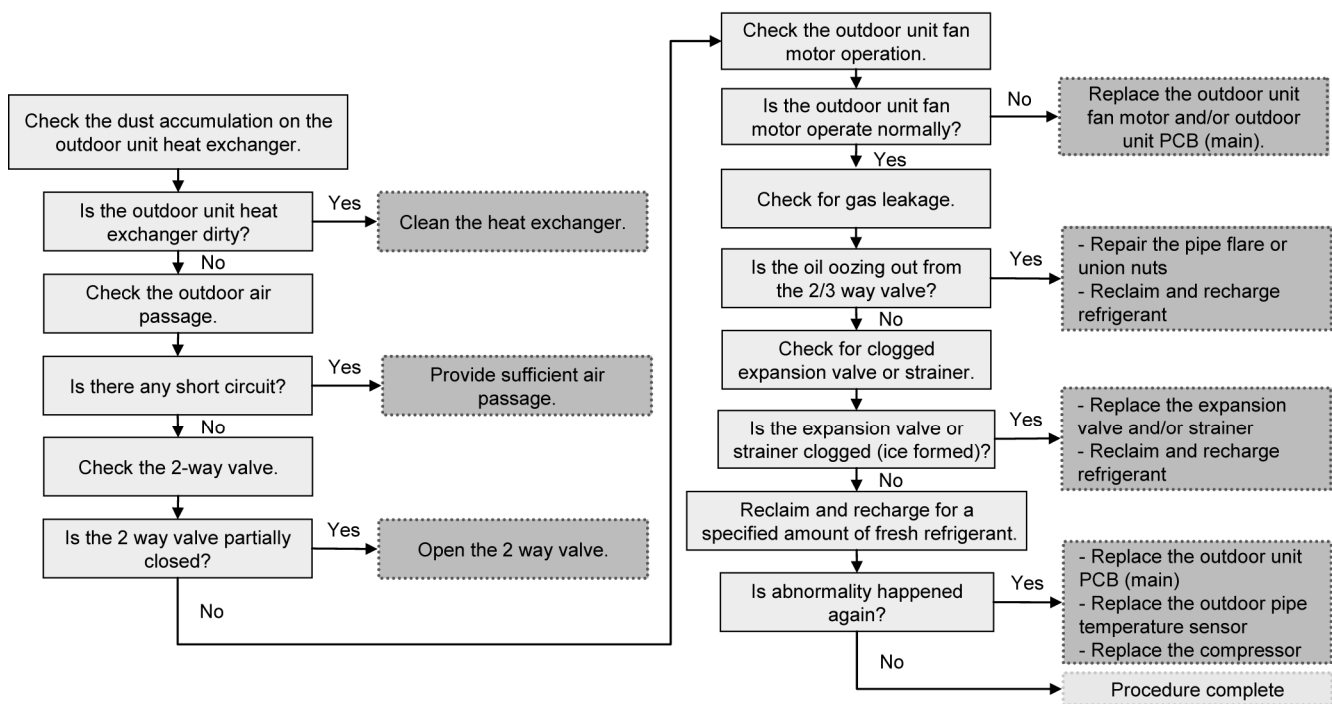 Check the dust accumulation on the
outdoor unit heat exchanger.
Is the outdoor unit heat
exchanger dirty?
Yes
Clean the heat exchanger.
No
Check the outdoor air
passage.
Is there any short circuit?
Yes
Provide sufficient air
passage.
No
Check the 2-way valve.
Is the 2 way valve partially
closed?
Yes
Open the 2 way valve.
No
Check the outdoor unit fan
motor operation.
Is the outdoor unit fan
motor operate normally?
No
Replace the outdoor unit
fan motor and/or outdoor
unit PCB (main).
Yes
Check for gas leakage.
Is the oil oozing out from
the 2/3 way valve?
Yes
- Repair the pipe flare or
union nuts
- Reclaim and recharge
refrigerant
No
Check for clogged
expansion valve or strainer.
Is the expansion valve or
strainer clogged (ice formed)?
Yes
- Replace the expansion
valve and/or strainer
- Reclaim and recharge
refrigerant
No
Reclaim and recharge for a
specified amount of fresh refrigerant.
Is abnormality happened
again?
Yes
- Replace the outdoor unit
PCB (main)
- Replace the outdoor pipe
temperature sensor
- Replace the compressor
No
Procedure complete